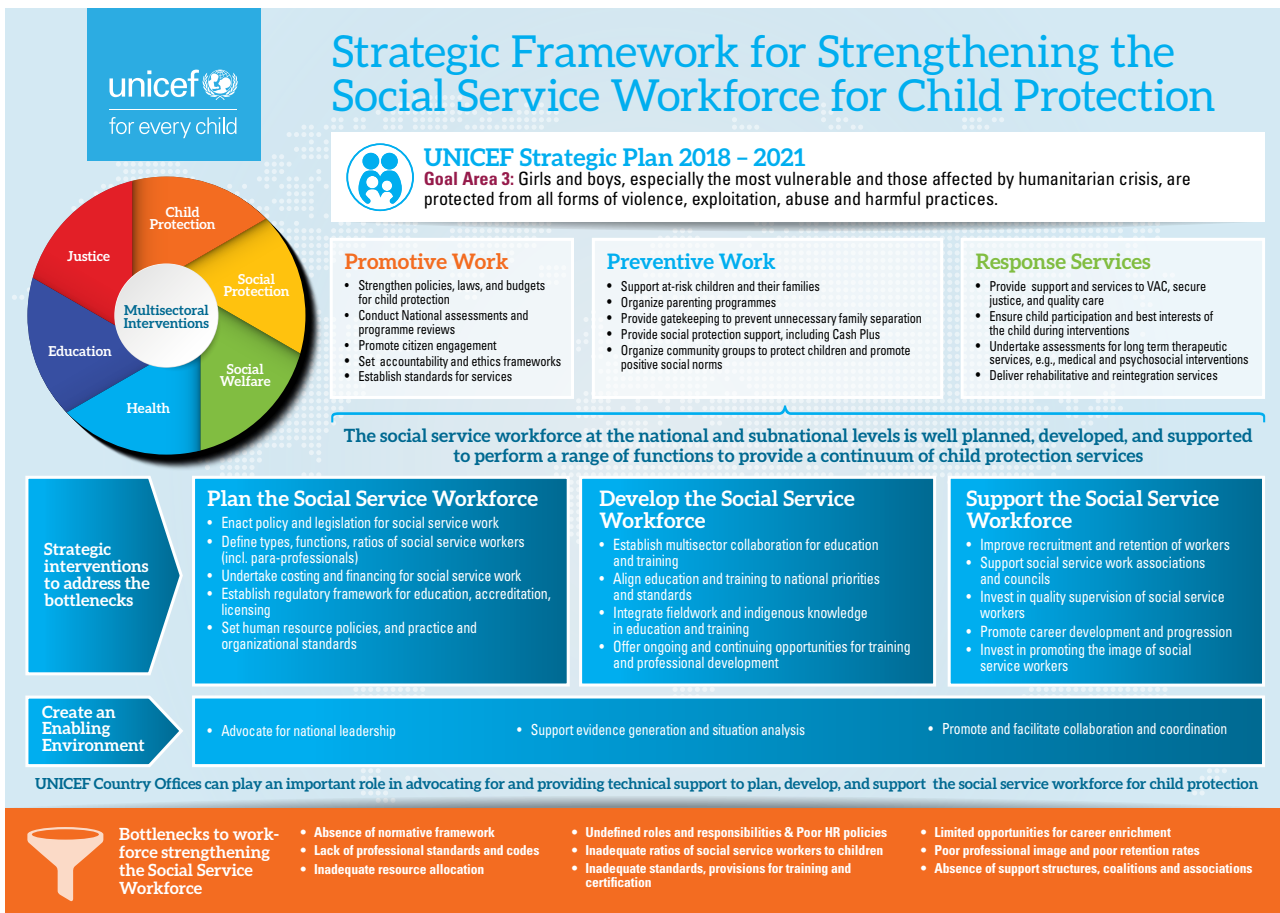 unicef
for every child
Strategic Framework for Strengthening the
Social Service Workforce for Child Protection
UNICEF Strategic Plan 2018 – 2021
Goal Area 3: Girls and boys, especially the most vulnerable and those affected by humanitarian crisis, are
protected from all forms of violence, exploitation, abuse and harmful practices.
Child
Protection
Social
Protection
Social
Welfare
Health
Education
Justice
Multisectoral
Interventions
Promotive Work
• Strengthen policies, laws, and budgets
for child protection
• Conduct National assessments and
programme reviews
• Promote citizen engagement
• Set accountability and ethics frameworks
• Establish standards for services
Preventive Work
• Support at-risk children and their families
• Organize parenting programmes
• Provide gatekeeping to prevent unnecessary family separation
• Provide social protection support, including Cash Plus
• Organize community groups to protect children and promote
positive social norms
Response Services
• Provide support and services to VAC, secure
justice, and quality care
• Ensure child participation and best interests of
the child during interventions
• Undertake assessments for long term therapeutic
services, e.g., medical and psychosocial interventions
• Deliver rehabilitative and reintegration services
The social service workforce at the national and subnational levels is well planned, developed, and supported
to perform a range of functions to provide a continuum of child protection services
Strategic
interventions
to address the
bottlenecks
Plan the Social Service Workforce
• Enact policy and legislation for social service work
• Define types, functions, ratios of social service workers
(incl. para-professionals)
• Undertake costing and financing for social service work
• Establish regulatory framework for education, accreditation,
licensing
• Set human resource policies, and practice and
organizational standards
Develop the Social Service
Workforce
• Establish multisector collaboration for education
and training
• Align education and training to national priorities
and standards
• Integrate fieldwork and indigenous knowledge
in education and training
• Offer ongoing and continuing opportunities for training
and professional development
Support the Social Service
Workforce
• Improve recruitment and retention of workers
• Support social service work associations
and councils
• Invest in quality supervision of social service
workers
• Promote career development and progression
• Invest in promoting the image of social
service workers
Create an
Enabling
Environment
• Advocate for national leadership
• Support evidence generation and situation analysis
• Promote and facilitate collaboration and coordination
UNICEF Country Offices can play an important role in advocating for and providing technical support to plan, develop, and support the social service workforce for child protection
Bottlenecks to work-
force strengthening
the Social Service
Workforce
• Absence of normative framework
• Lack of professional standards and codes
• Inadequate resource allocation
• Undefined roles and responsibilities & Poor HR policies
• Inadequate ratios of social service workers to children
• Inadequate standards, provisions for training and
certification
• Limited opportunities for career enrichment
• Poor professional image and poor retention rates
• Absence of support structures, coalitions and associations